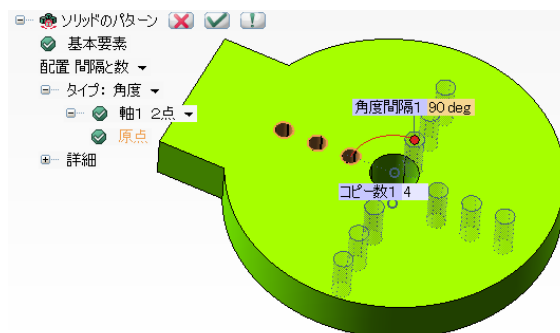 ソリッドのパターン
基本要素
配置 間隔と数
タイプ: 角度
軸1 2点
原点
詳細
角度間隔1 90 deg
コピー数1 4